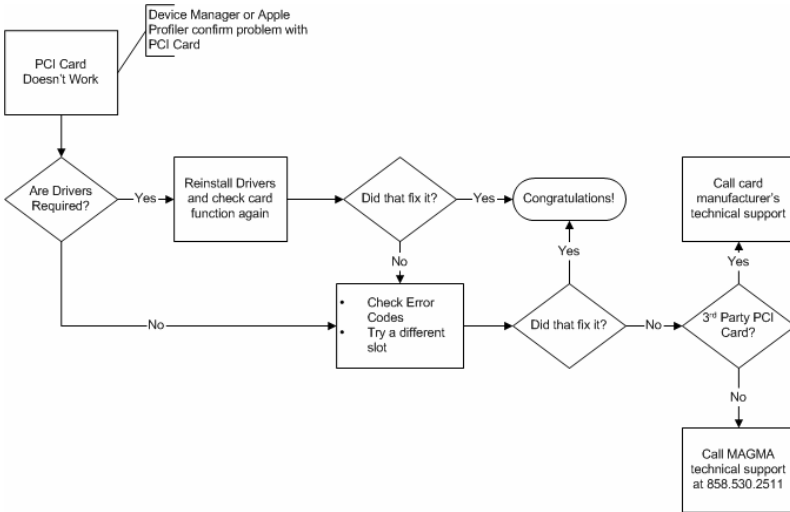 Device Manager or Apple
Profiler confirm problem with
PCI Card
PCI Card
Doesn't Work
Are Drivers
Required?
Yes
Reinstall Drivers
and check card
function again
Did that fix it?
Yes
Congratulations!
Call card
manufacturer's
technical support
No
Yes
Yes
No
• Check Error
Codes
• Try a different
slot
Did that fix it?
No
3rd Party PCI
Card?
No
Call MAGMA
technical support
at 858.530.2511